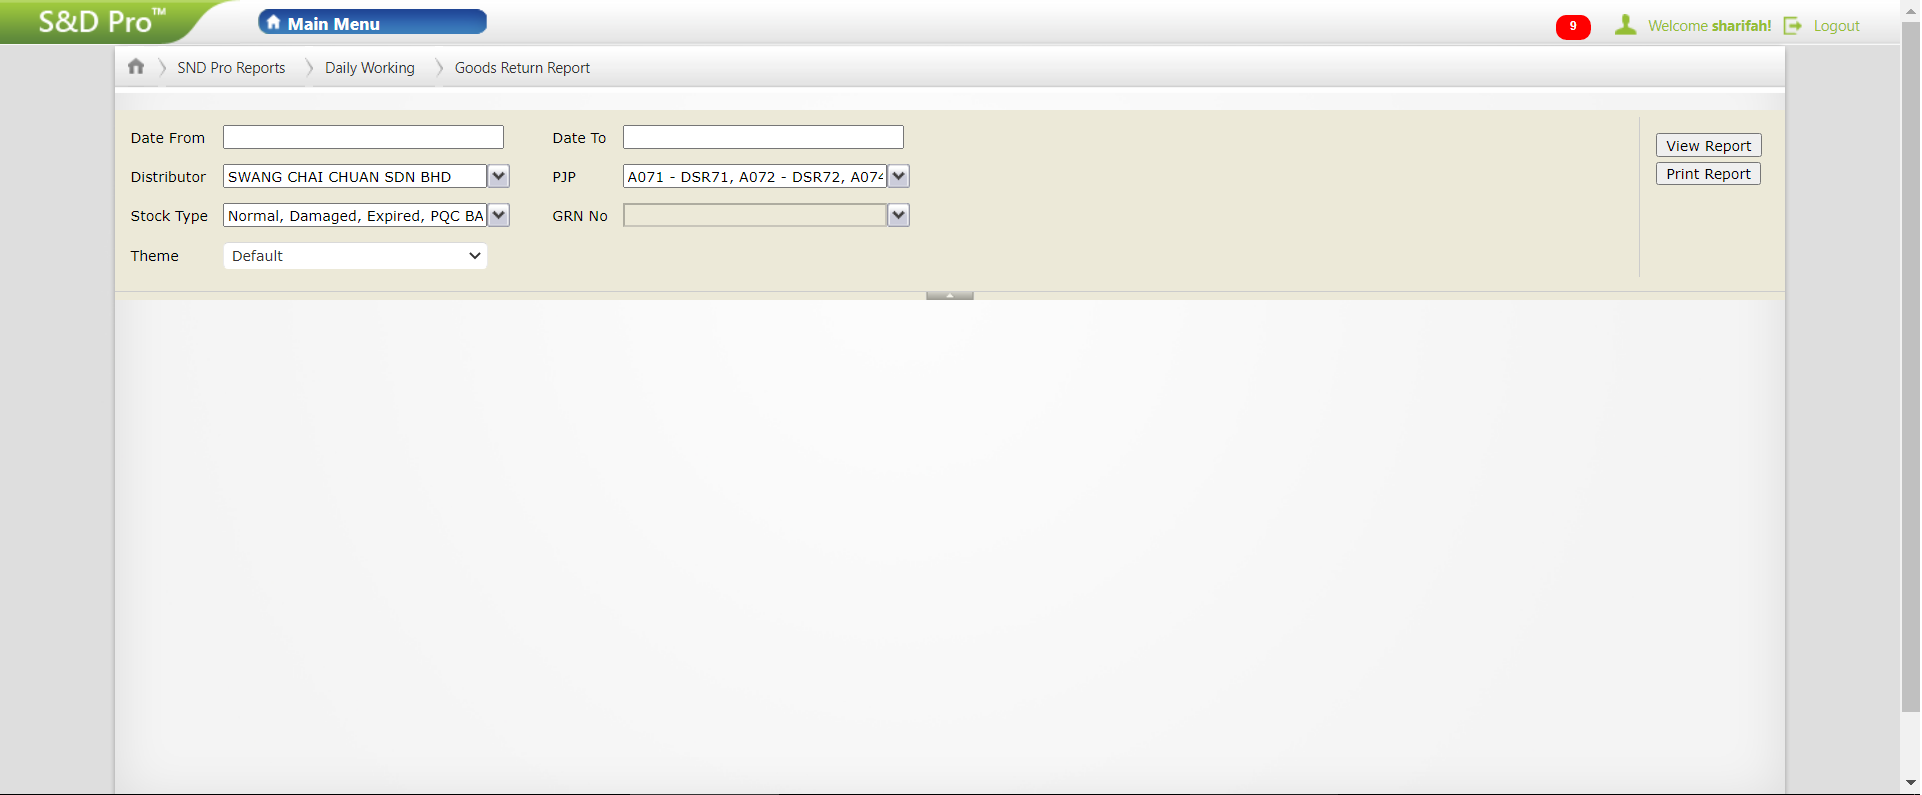 S&D Pro™
Main Menu
9
Welcome sharifah!
Logout
SND Pro Reports
Daily Working
Goods Return Report
Date From
Date To
View Report
Distributor
SWANG CHAI CHUAN SDN BHD
PJP
A071 - DSR71, A072 - DSR72, A074
Print Report
Stock Type
Normal, Damaged, Expired, PQC BA
GRN No
Theme
Default